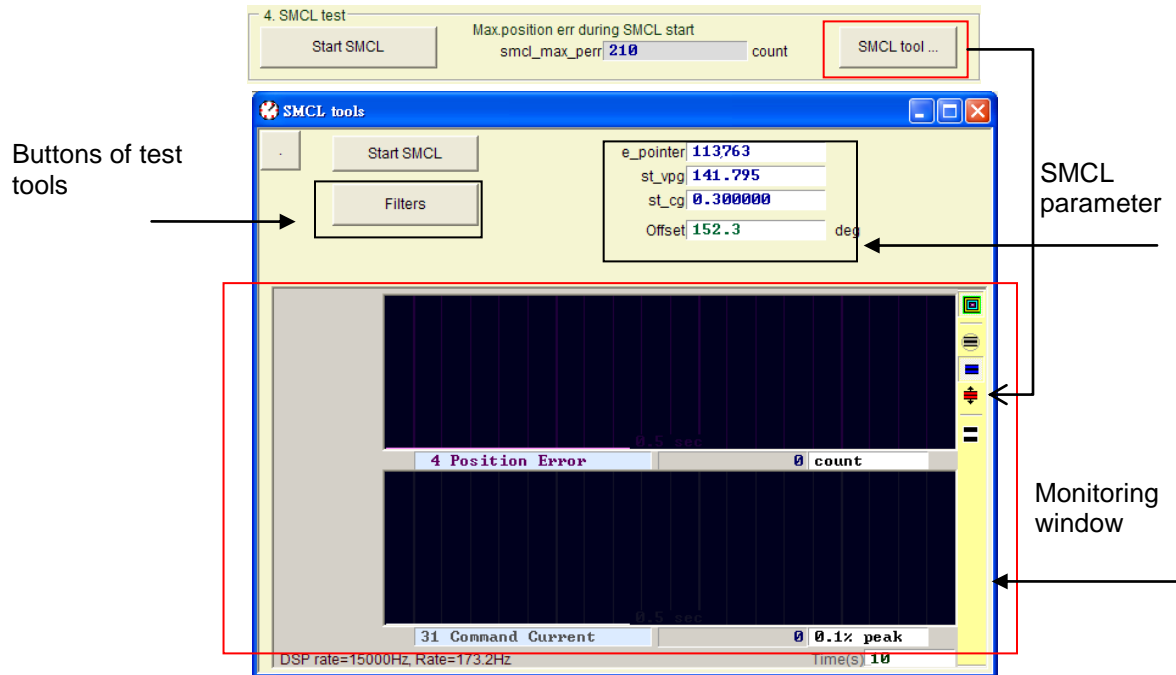 4. SMCL test
Start SMCL
Max.position err during SMCL start
smcl_max_perr 210 count
SMCL tool ...
SMCL tools
Buttons of test
tools
.
Start SMCL
Filters
e_pointer 113,763
st_vpg 141.795
st_cg 0.300000
Offset 152.3 deg
SMCL
parameter
0.5 sec
4 Position Error 0 count
Monitoring
window
0.5 sec
31 Command Current 0 0.1% peak
DSP rate=15000Hz, Rate=173.2Hz
Time(s) 10